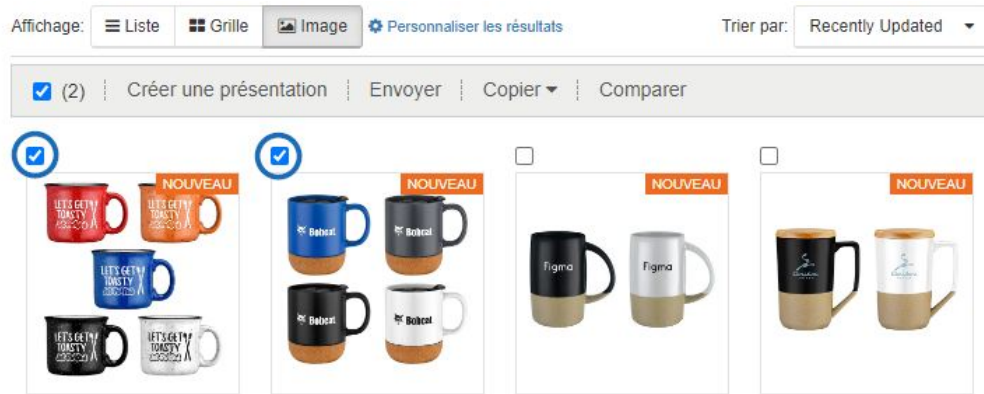 Affichage: Liste Grille Image Personnaliser les résultats Trier par: Recently Updated
(2) Créer une présentation Envoyer Copier Comparer
NOUVEAU NOUVEAU NOUVEAU NOUVEAU
LET'S GET TOASTY LET'S GET TOASTY
LET'S GET TOASTY
LET'S GET TOASTY LET'S GET TOASTY
Bobcat Bobcat
Bobcat Bobcat
Figma Figma